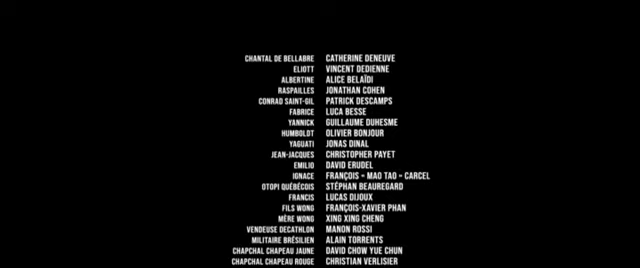 CHANTAL DE BELLABRE CATHERINE DENEUVE
ELIOTT VINCENT DEDIENNE
ALBERTINE ALICE BELAÏDI
RASPAILLES JONATHAN COHEN
CONRAD SAINT-GIL PATRICK DESCAMPS
FABRICE LUCA BESSE
YANNICK GUILLAUME DUHESME
HUMBOLDT OLIVIER BONJOUR
YAGUATI JONAS DINAL
JEAN-JACQUES CHRISTOPHER PAYET
EMILIO DAVID ERUDEL
IGNACE FRANÇOIS - MAO TAO - CARCEL
OTOPI QUÉBÉCOIS STÉPHAN BEAUREGARD
FRANCIS LUCAS DIJOUX
FILS WONG FRANÇOIS-XAVIER PHAN
MÈRE WONG XING XING CHENG
VENDEUSE DECATHLON MANON ROSSI
MILITAIRE BRÉSILIEN ALAIN TORRENTS
CHAPCHAL CHAPEAU JAUNE DAVID CHOW YUE CHUN
CHAPCHAL CHAPEAU ROUGE CHRISTIAN VERLISIER